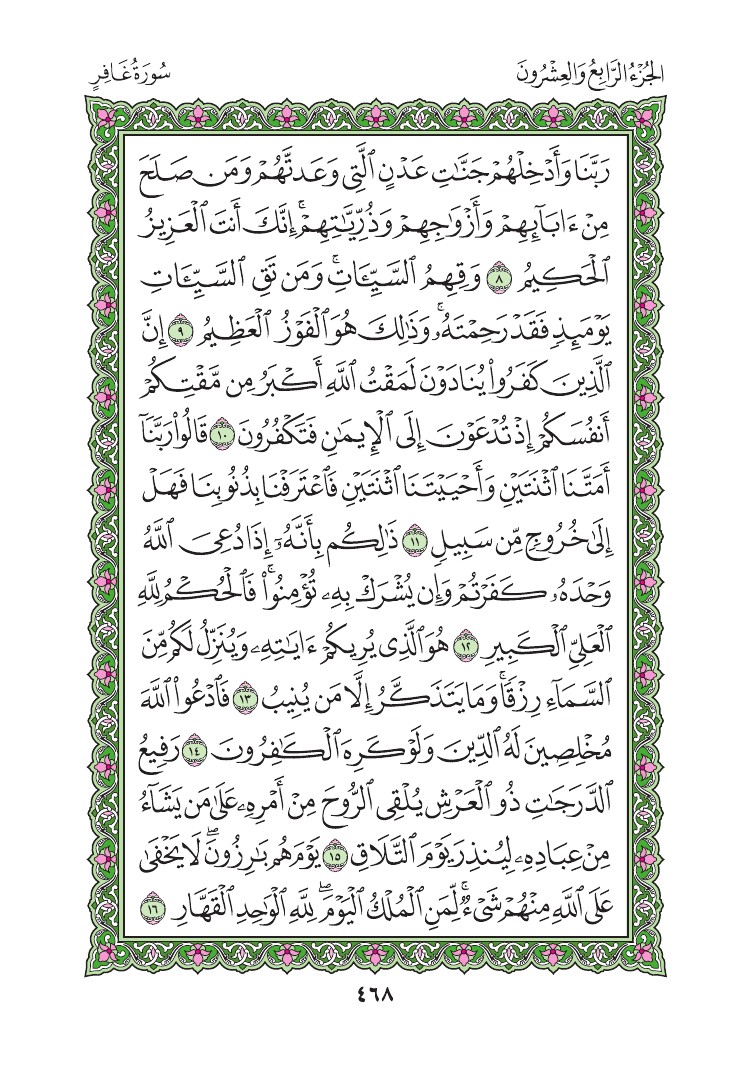 الجُزْءُ الرَّابِعُ وَالعِشْرُونَ
سُورَةُ غَافِرٍ
رَبَّنَا وَأَدْخِلْهُمْ جَنَّٰتِ عَدْنٍ ٱلَّتِى وَعَدتَّهُمْ وَمَن صَلَحَ
مِنْ ءَابَآئِهِمْ وَأَزْوَٰجِهِمْ وَذُرِّيَّٰتِهِمْ ۚ إِنَّكَ أَنتَ ٱلْعَزِيزُ
ٱلْحَكِيمُ ٨ وَقِهِمُ ٱلسَّيِّـَٔاتِ ۚ وَمَن تَقِ ٱلسَّيِّـَٔاتِ
يَوْمَئِذٍ فَقَدْ رَحِمْتَهُۥ ۚ وَذَٰلِكَ هُوَ ٱلْفَوْزُ ٱلْعَظِيمُ ٩ إِنَّ
ٱلَّذِينَ كَفَرُوا۟ يُنَادَوْنَ لَمَقْتُ ٱللَّهِ أَكْبَرُ مِن مَّقْتِكُمْ
أَنفُسَكُمْ إِذْ تُدْعَوْنَ إِلَى ٱلْإِيمَٰنِ فَتَكْفُرُونَ ١٠ قَالُوا۟ رَبَّنَآ
أَمَتَّنَا ٱثْنَتَيْنِ وَأَحْيَيْتَنَا ٱثْنَتَيْنِ فَٱعْتَرَفْنَا بِذُنُوبِنَا فَهَلْ
إِلَىٰ خُرُوجٍ مِّن سَبِيلٍ ١١ ذَٰلِكُم بِأَنَّهُۥٓ إِذَا دُعِىَ ٱللَّهُ
وَحْدَهُۥ كَفَرْتُمْ وَإِن يُشْرَكْ بِهِۦ تُؤْمِنُوا۟ ۚ فَٱلْحُكْمُ لِلَّهِ
ٱلْعَلِىِّ ٱلْكَبِيرِ ١٢ هُوَ ٱلَّذِى يُرِيكُمْ ءَايَٰتِهِۦ وَيُنَزِّلُ لَكُم مِّنَ
ٱلسَّمَآءِ رِزْقًا ۚ وَمَا يَتَذَكَّرُ إِلَّا مَن يُنِيبُ ١٣ فَٱدْعُوا۟ ٱللَّهَ
مُخْلِصِينَ لَهُ ٱلدِّينَ وَلَوْ كَرِهَ ٱلْكَٰفِرُونَ ١٤ رَفِيعُ
ٱلدَّرَجَٰتِ ذُو ٱلْعَرْشِ يُلْقِى ٱلرُّوحَ مِنْ أَمْرِهِۦ عَلَىٰ مَن يَشَآءُ
مِنْ عِبَادِهِۦ لِيُنذِرَ يَوْمَ ٱلتَّلَاقِ ١٥ يَوْمَ هُم بَٰرِزُونَ ۖ لَا يَخْفَىٰ
عَلَى ٱللَّهِ مِنْهُمْ شَىْءٌ ۚ لِّمَنِ ٱلْمُلْكُ ٱلْيَوْمَ ۖ لِلَّهِ ٱلْوَٰحِدِ ٱلْقَهَّارِ ١٦
٤٦٨